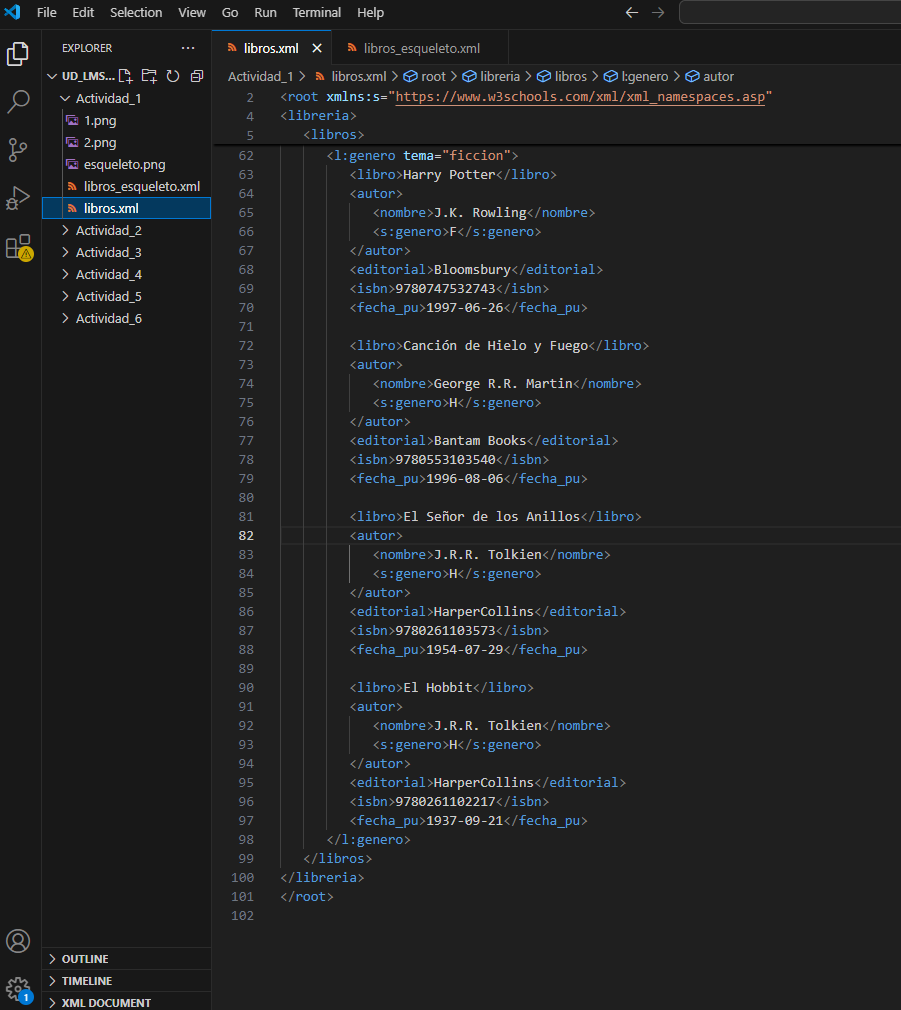 File Edit Selection View Go Run Terminal Help
EXPLORER
UD_LMS...
Actividad_1
1.png
2.png
esqueleto.png
libros_esqueleto.xml
libros.xml
Actividad_2
Actividad_3
Actividad_4
Actividad_5
Actividad_6
OUTLINE
TIMELINE
XML DOCUMENT
1
libros.xml libros_esqueleto.xml
Actividad_1 > libros.xml > root > libreria > libros > l:genero > autor
2 <root xmlns:s="https://www.w3schools.com/xml/xml_namespaces.asp"
4 <libreria>
5 <libros>
62 <l:genero tema="ficcion">
63 <libro>Harry Potter</libro>
64 <autor>
65 <nombre>J.K. Rowling</nombre>
66 <s:genero>F</s:genero>
67 </autor>
68 <editorial>Bloomsbury</editorial>
69 <isbn>9780747532743</isbn>
70 <fecha_pu>1997-06-26</fecha_pu>
71
72 <libro>Canción de Hielo y Fuego</libro>
73 <autor>
74 <nombre>George R.R. Martin</nombre>
75 <s:genero>H</s:genero>
76 </autor>
77 <editorial>Bantam Books</editorial>
78 <isbn>9780553103540</isbn>
79 <fecha_pu>1996-08-06</fecha_pu>
80
81 <libro>El Señor de los Anillos</libro>
82 <autor>
83 <nombre>J.R.R. Tolkien</nombre>
84 <s:genero>H</s:genero>
85 </autor>
86 <editorial>HarperCollins</editorial>
87 <isbn>9780261103573</isbn>
88 <fecha_pu>1954-07-29</fecha_pu>
89
90 <libro>El Hobbit</libro>
91 <autor>
92 <nombre>J.R.R. Tolkien</nombre>
93 <s:genero>H</s:genero>
94 </autor>
95 <editorial>HarperCollins</editorial>
96 <isbn>9780261102217</isbn>
97 <fecha_pu>1937-09-21</fecha_pu>
98 </l:genero>
99 </libros>
100 </libreria>
101 </root>
102